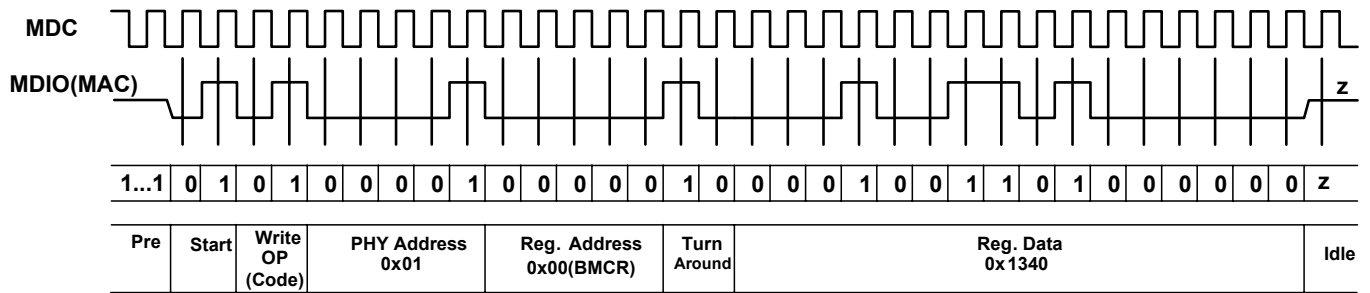 MDC
MDIO(MAC)
z
1...1 0 1 0 1 0 0 0 0 1 0 0 0 0 0 1 0 0 0 0 1 0 0 1 1 0 1 0 0 0 0 0 0 z
Pre Start Write OP (Code) PHY Address 0x01 Reg. Address 0x00(BMCR) Turn Around Reg. Data 0x1340 Idle